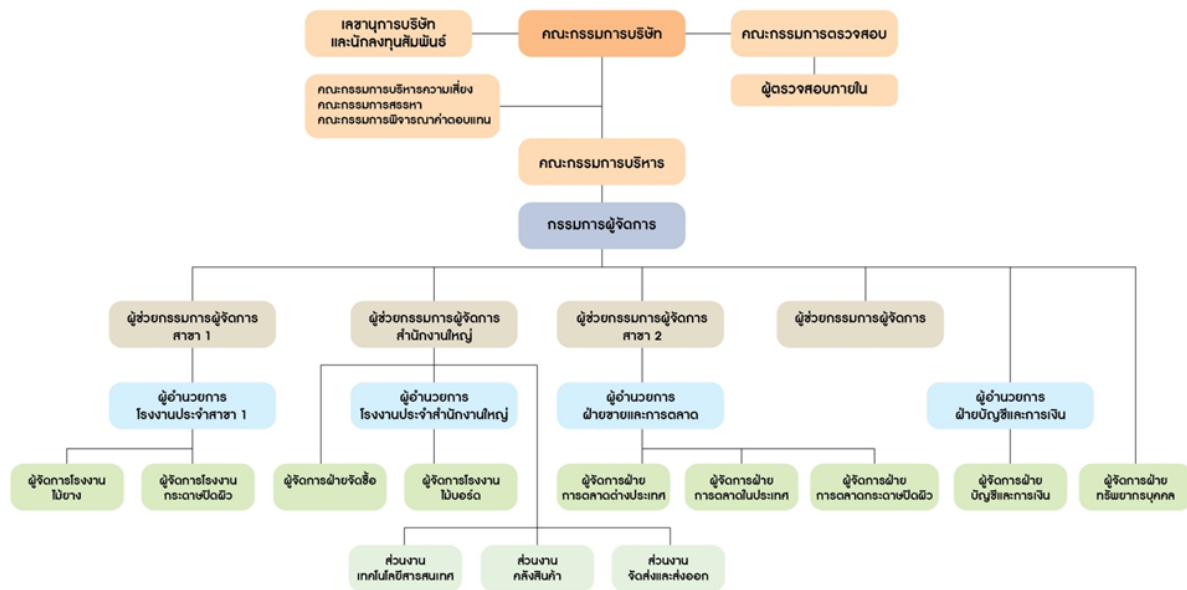 เลขานุการบริษัท
และนักลงทุนสัมพันธ์
คณะกรรมการบริษัท
คณะกรรมการตรวจสอบ
ผู้ตรวจสอบภายใน
คณะกรรมการบริหารความเสี่ยง
คณะกรรมการสรรหา
คณะกรรมการพิจารณาค่าตอบแทน
คณะกรรมการบริหาร
กรรมการผู้จัดการ
ผู้ช่วยกรรมการผู้จัดการ
สาขา 1
ผู้ช่วยกรรมการผู้จัดการ
สำนักงานใหญ่
ผู้ช่วยกรรมการผู้จัดการ
สาขา 2
ผู้ช่วยกรรมการผู้จัดการ
ผู้อำนวยการ
โรงงานประจำสาขา 1
ผู้อำนวยการ
โรงงานประจำสำนักงานใหญ่
ผู้อำนวยการ
ฝ่ายขายและการตลาด
ผู้อำนวยการ
ฝ่ายบัญชีและการเงิน
ผู้จัดการโรงงาน
ไม้ยาง
ผู้จัดการโรงงาน
กระดาษปิดผิว
ผู้จัดการฝ่ายจัดซื้อ
ผู้จัดการโรงงาน
ไม้บอร์ด
ผู้จัดการฝ่าย
การตลาดต่างประเทศ
ผู้จัดการฝ่าย
การตลาดในประเทศ
ผู้จัดการฝ่าย
การตลาดกระดาษปิดผิว
ผู้จัดการฝ่าย
บัญชีและการเงิน
ผู้จัดการฝ่าย
ทรัพยากรบุคคล
ส่วนงาน
เทคโนโลยีสารสนเทศ
ส่วนงาน
คลังสินค้า
ส่วนงาน
จัดส่งและส่งออก